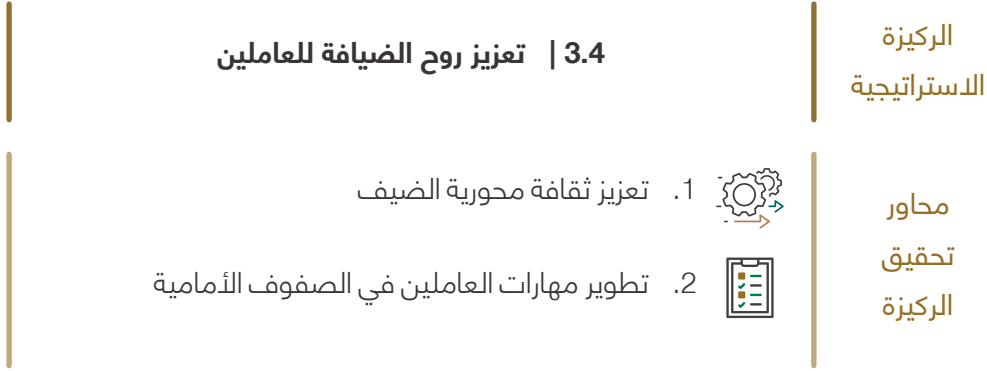 الركيزة
الاستراتيجية
3.4 | تعزيز روح الضيافة للعاملين
محاور
تحقيق
الركيزة
1. تعزيز ثقافة محورية الضيف
2. تطوير مهارات العاملين في الصفوف الأمامية